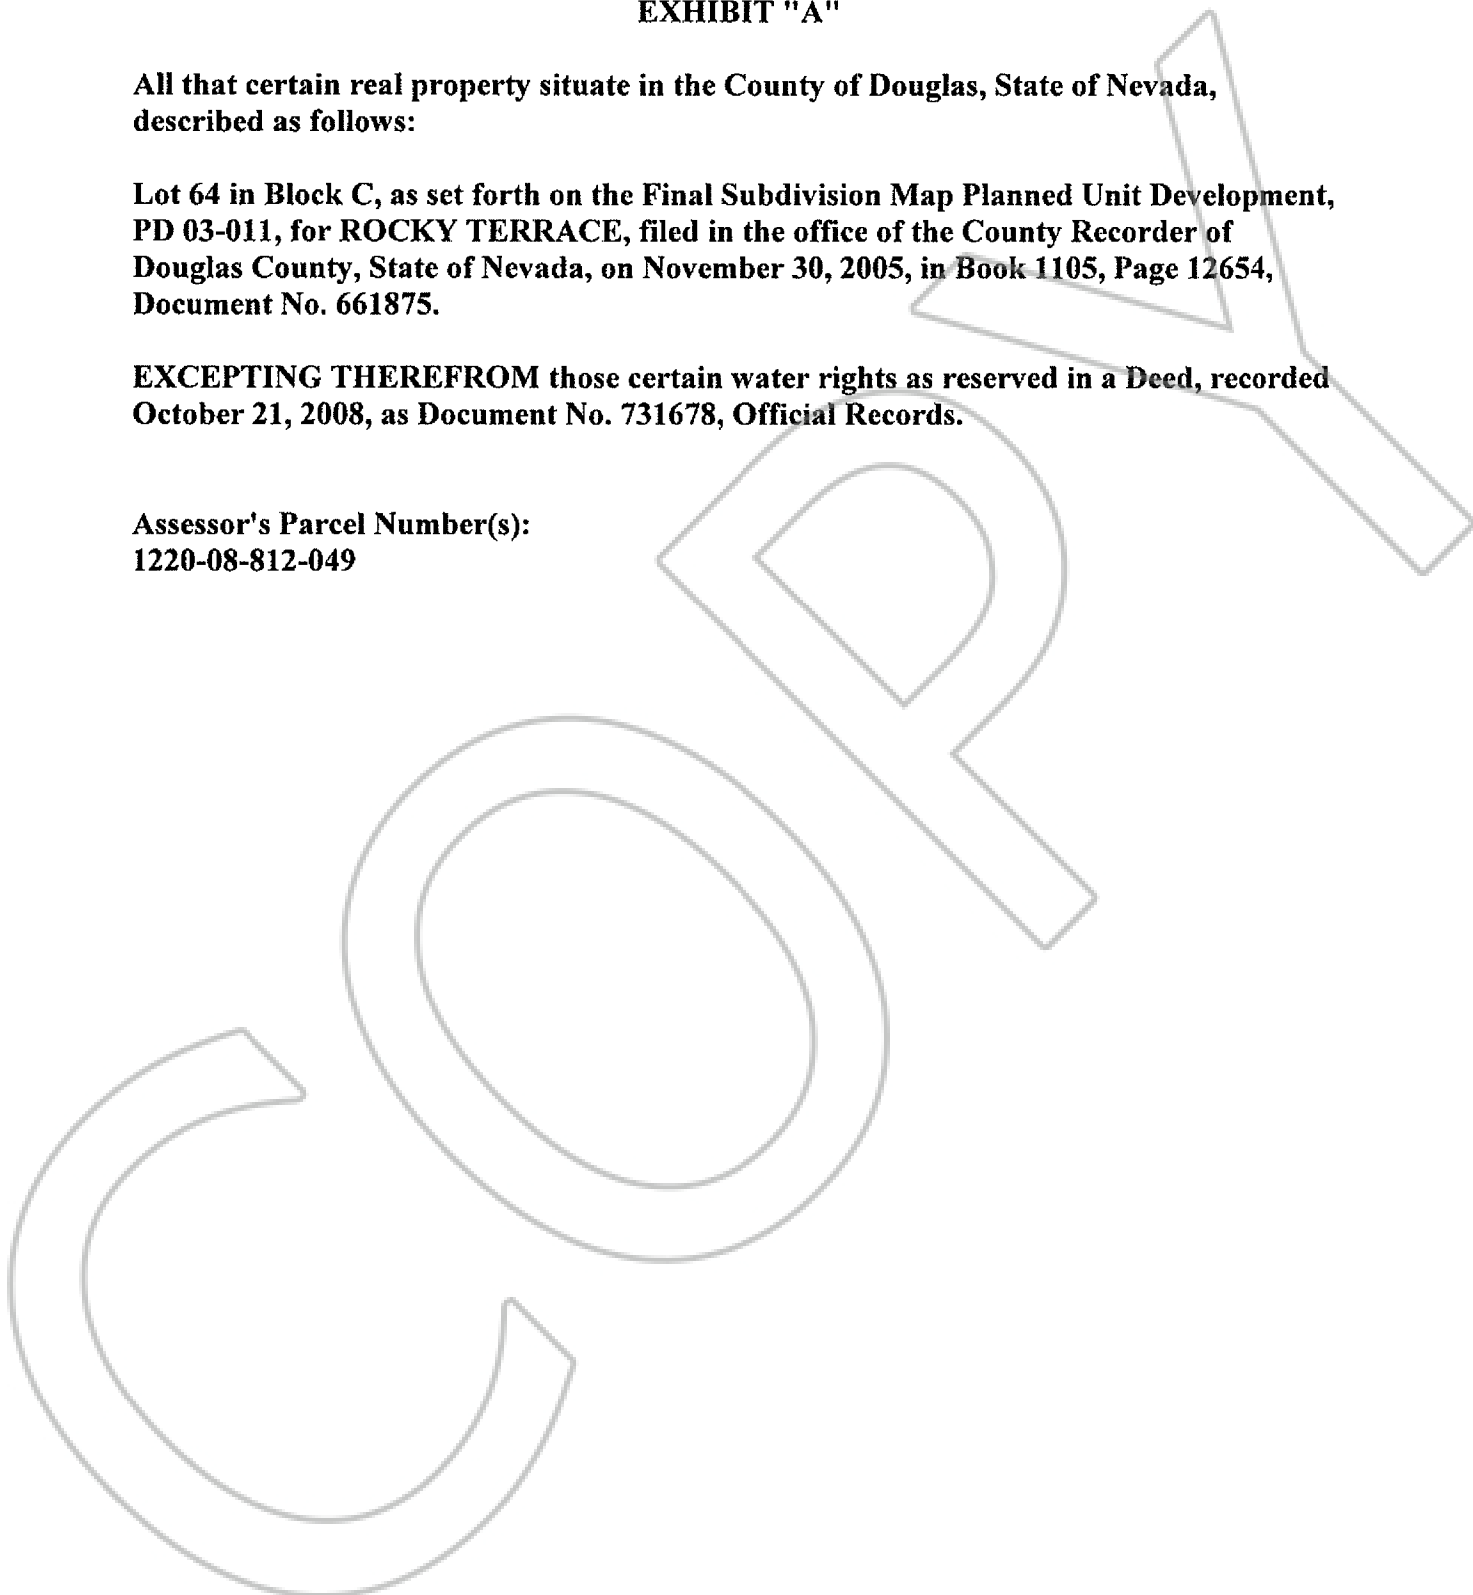 EXHIBIT "A"
All that certain real property situate in the County of Douglas, State of Nevada,
described as follows:
Lot 64 in Block C, as set forth on the Final Subdivision Map Planned Unit Development,
PD 03-011, for ROCKY TERRACE, filed in the office of the County Recorder of
Douglas County, State of Nevada, on November 30, 2005, in Book 1105, Page 12654,
Document No. 661875.
EXCEPTING THEREFROM those certain water rights as reserved in a Deed, recorded
October 21, 2008, as Document No. 731678, Official Records.
Assessor's Parcel Number(s):
1220-08-812-049
COPY